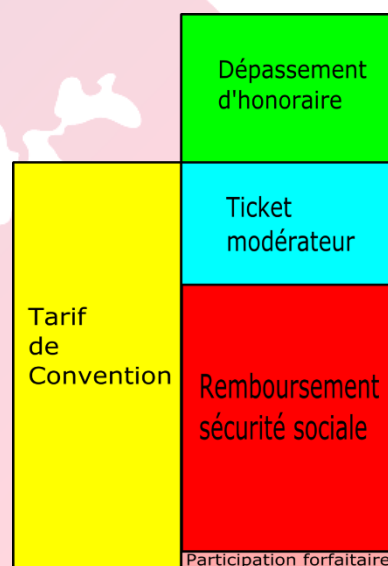 Dépassement
d'honoraire
Ticket
modérateur
Tarif
de
Convention
Remboursement
sécurité sociale
Participation forfaitaire